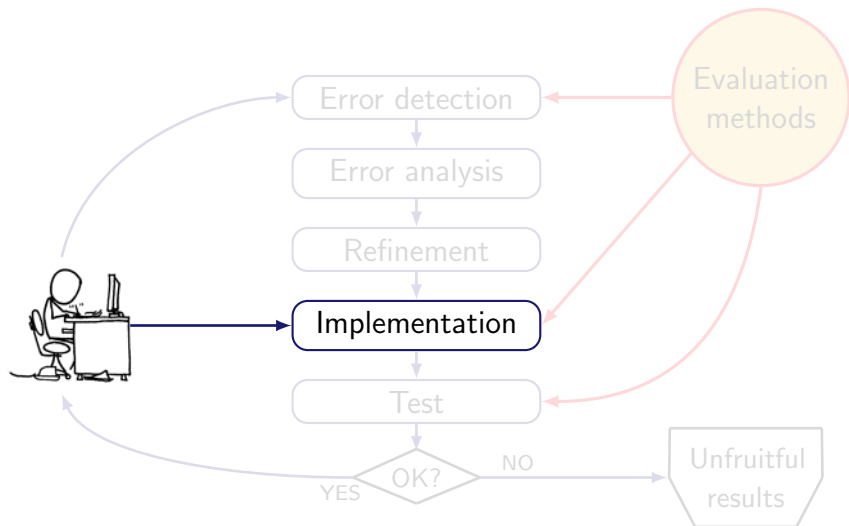 Evaluation
methods
Error detection
Error analysis
Refinement
Implementation
Test
OK?
NO
YES
Unfruitful
results